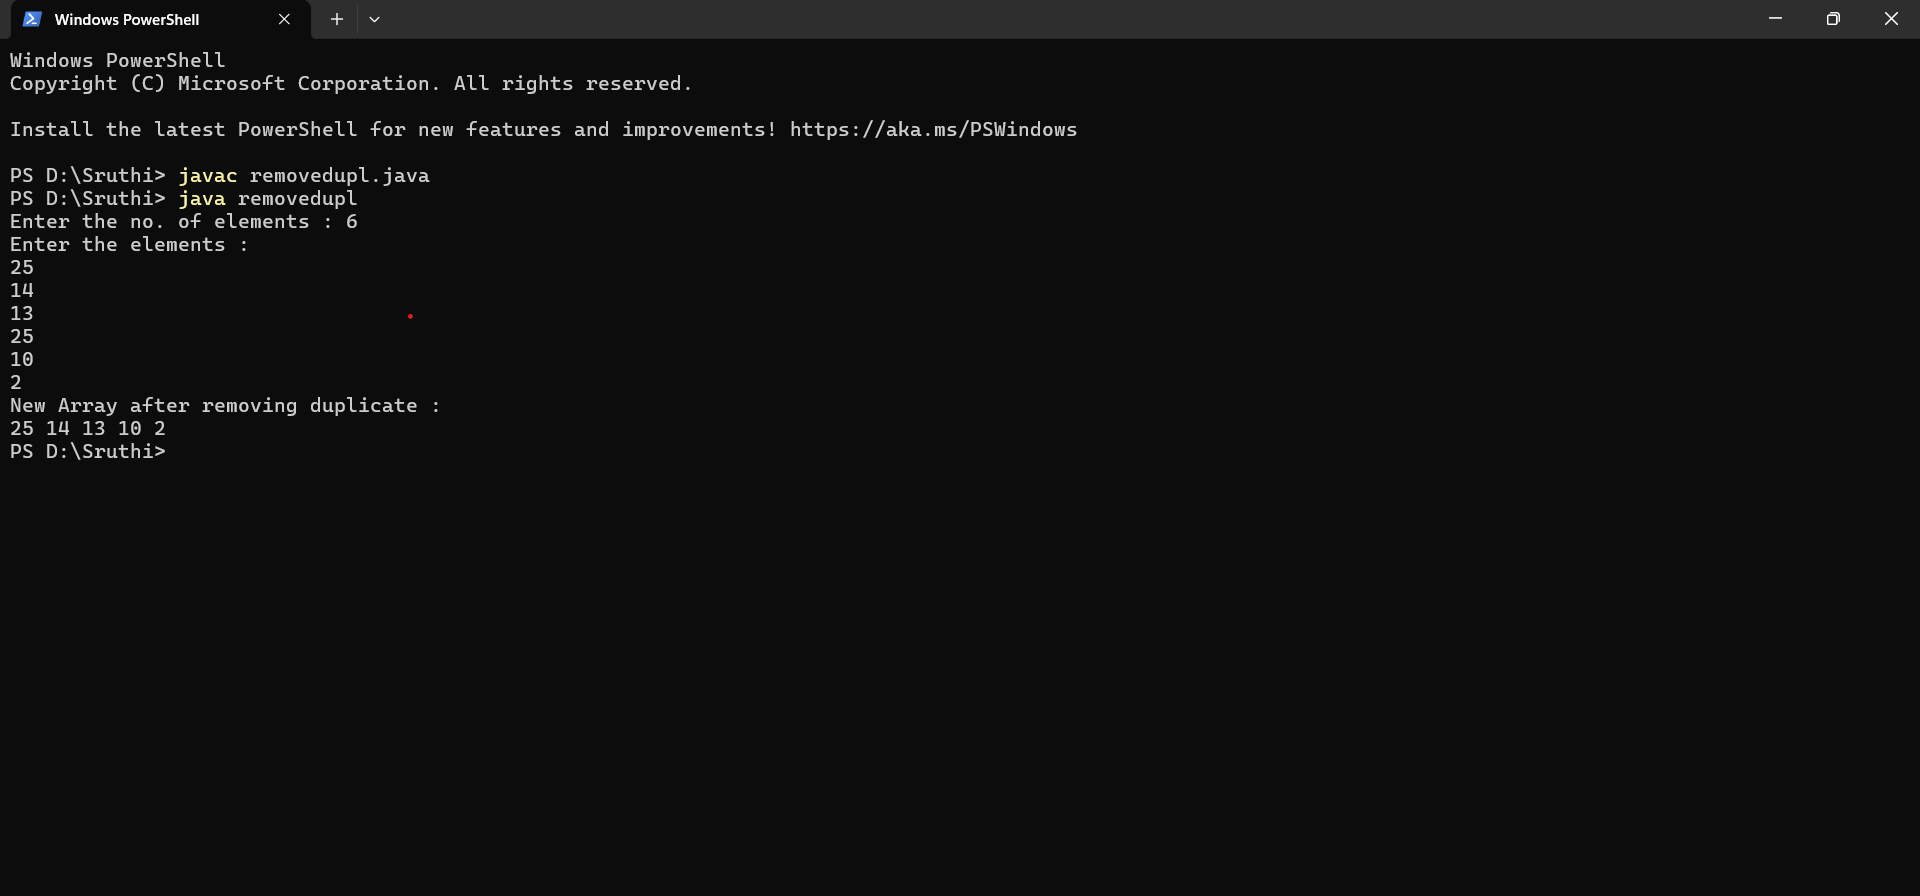 Windows PowerShell
Windows PowerShell
Copyright (C) Microsoft Corporation. All rights reserved.
Install the latest PowerShell for new features and improvements! https://aka.ms/PSWindows
PS D:\Sruthi> javac removedupl.java
PS D:\Sruthi> java removedupl
Enter the no. of elements : 6
Enter the elements :
25
14
13
25
10
2
New Array after removing duplicate :
25 14 13 10 2
PS D:\Sruthi>